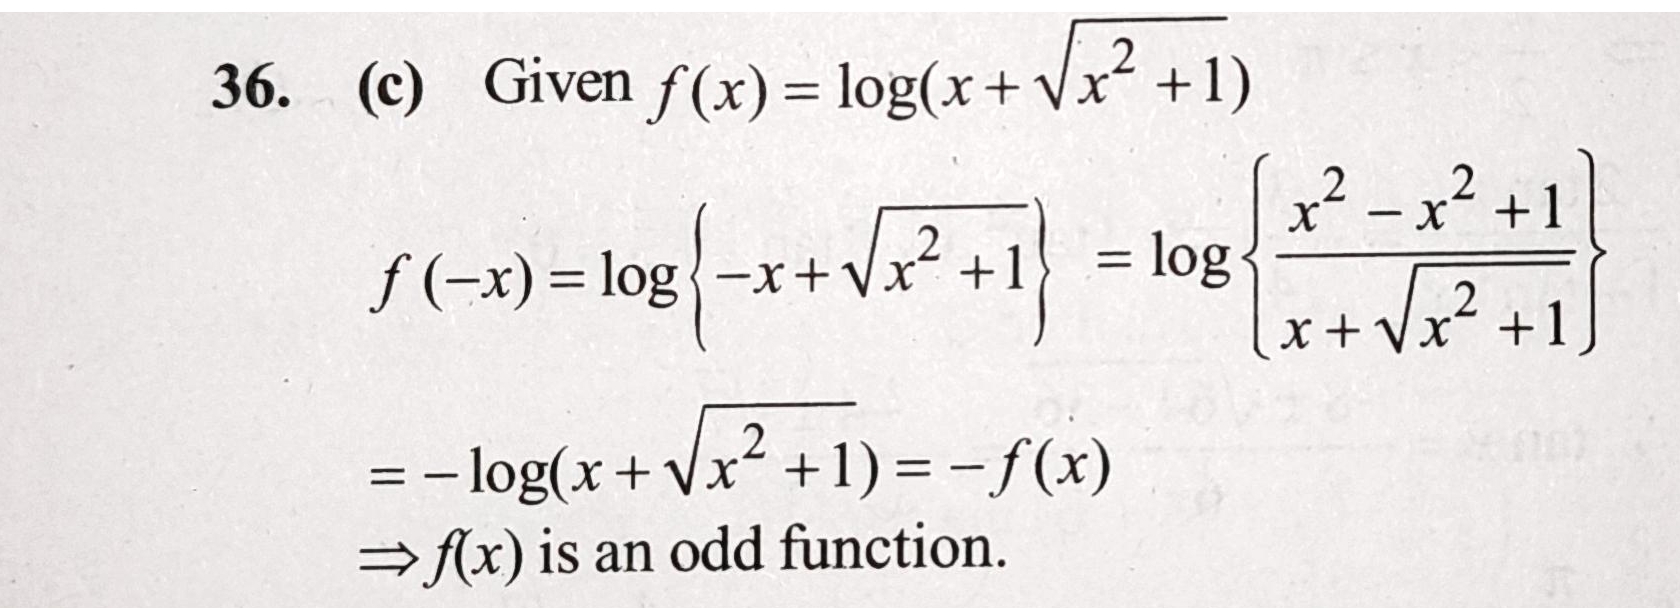 36. (c) Given f(x) = log(x + √(x² + 1))
f(−x) = log{−x + √(x² + 1)} = log{(x² − x² + 1)/(x + √(x² + 1))}
= − log(x + √(x² + 1)) = −f(x)
⇒ f(x) is an odd function.